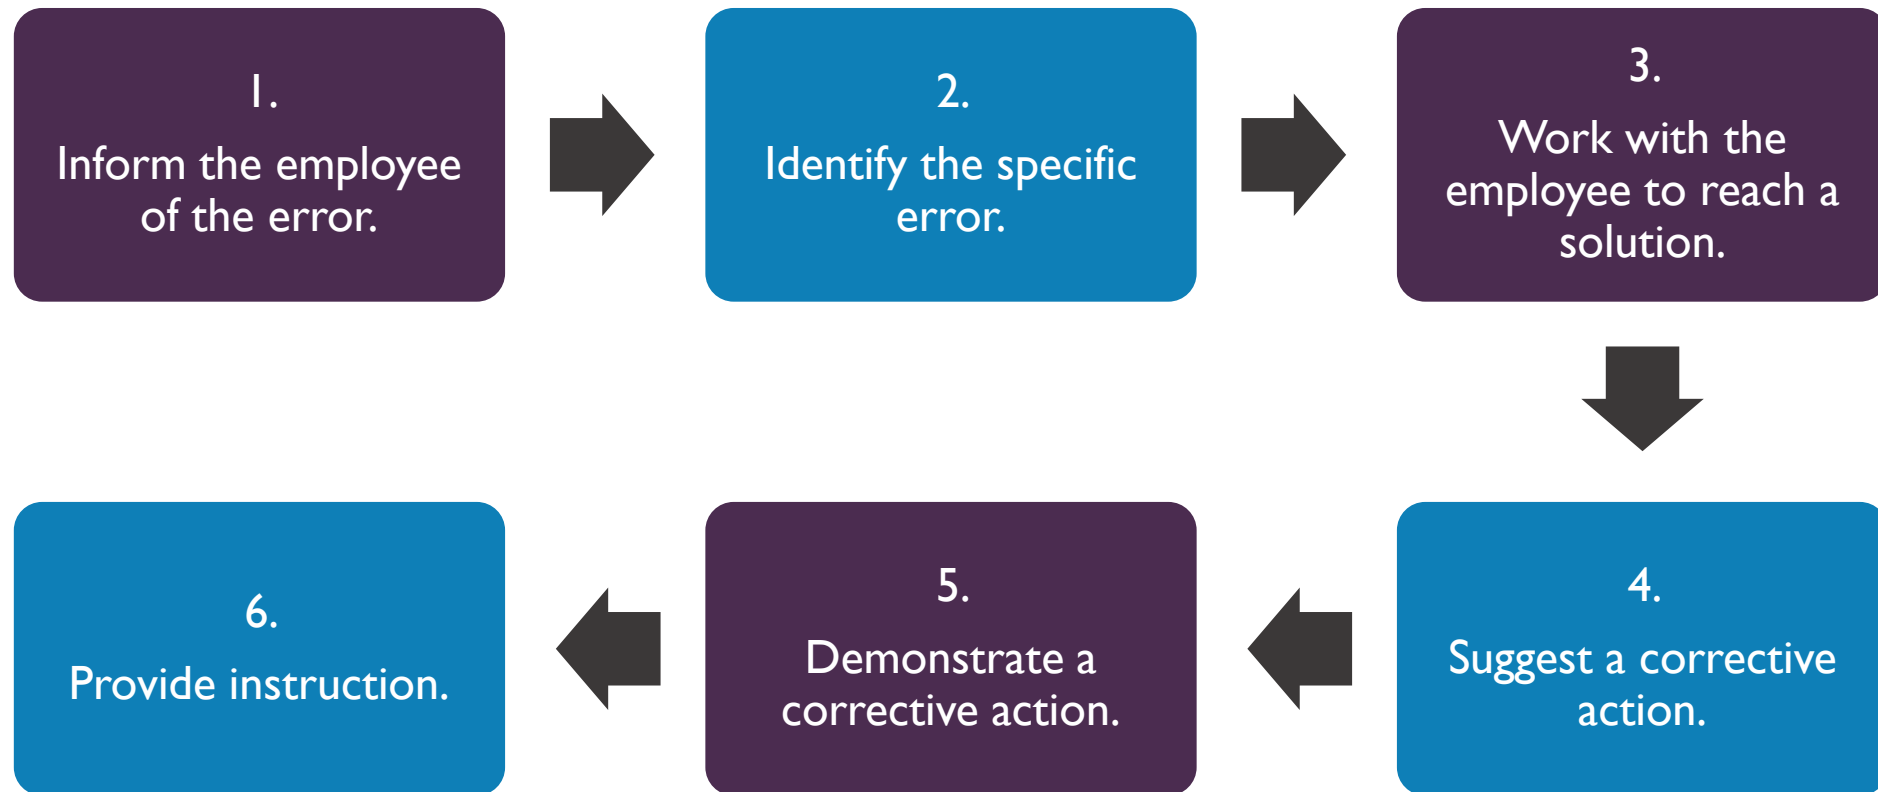 1.
Inform the employee
of the error.
2.
Identify the specific
error.
3.
Work with the
employee to reach a
solution.
4.
Suggest a corrective
action.
5.
Demonstrate a
corrective action.
6.
Provide instruction.